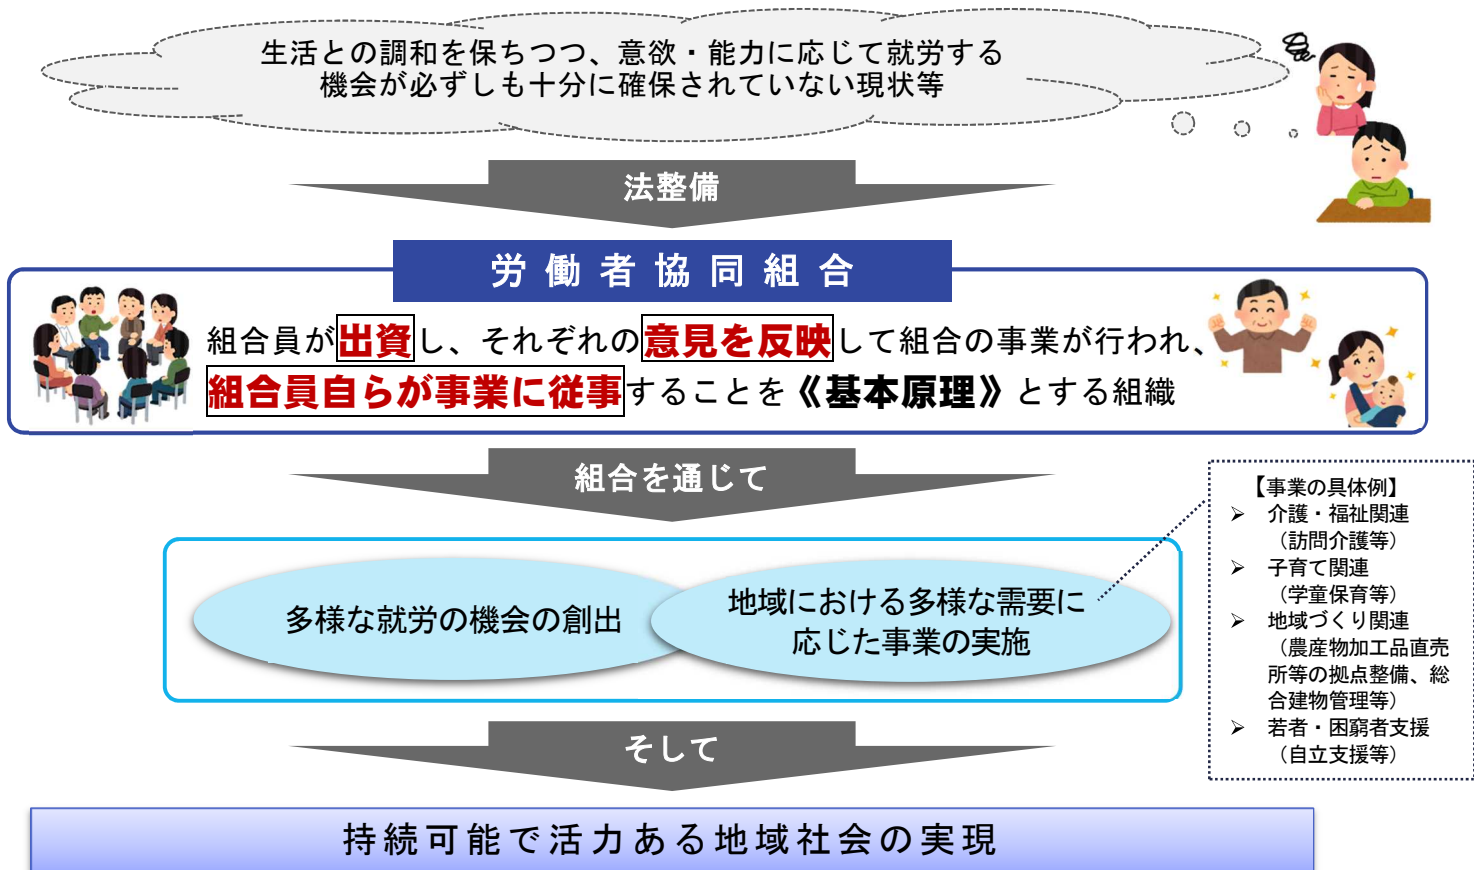 生活との調和を保ちつつ、意欲・能力に応じて就労する
機会が必ずしも十分に確保されていない現状等
法整備
労働者協同組合
組合員が出資し、それぞれの意見を反映して組合の事業が行われ、
組合員自らが事業に従事することを《基本原理》とする組織
組合を通じて
多様な就労の機会の創出
地域における多様な需要に
応じた事業の実施
【事業の具体例】
➢ 介護・福祉関連
（訪問介護等）
➢ 子育て関連
（学童保育等）
➢ 地域づくり関連
（農産物加工品直売
所等の拠点整備、総
合建物管理等）
➢ 若者・困窮者支援
（自立支援等）
そして
持続可能で活力ある地域社会の実現